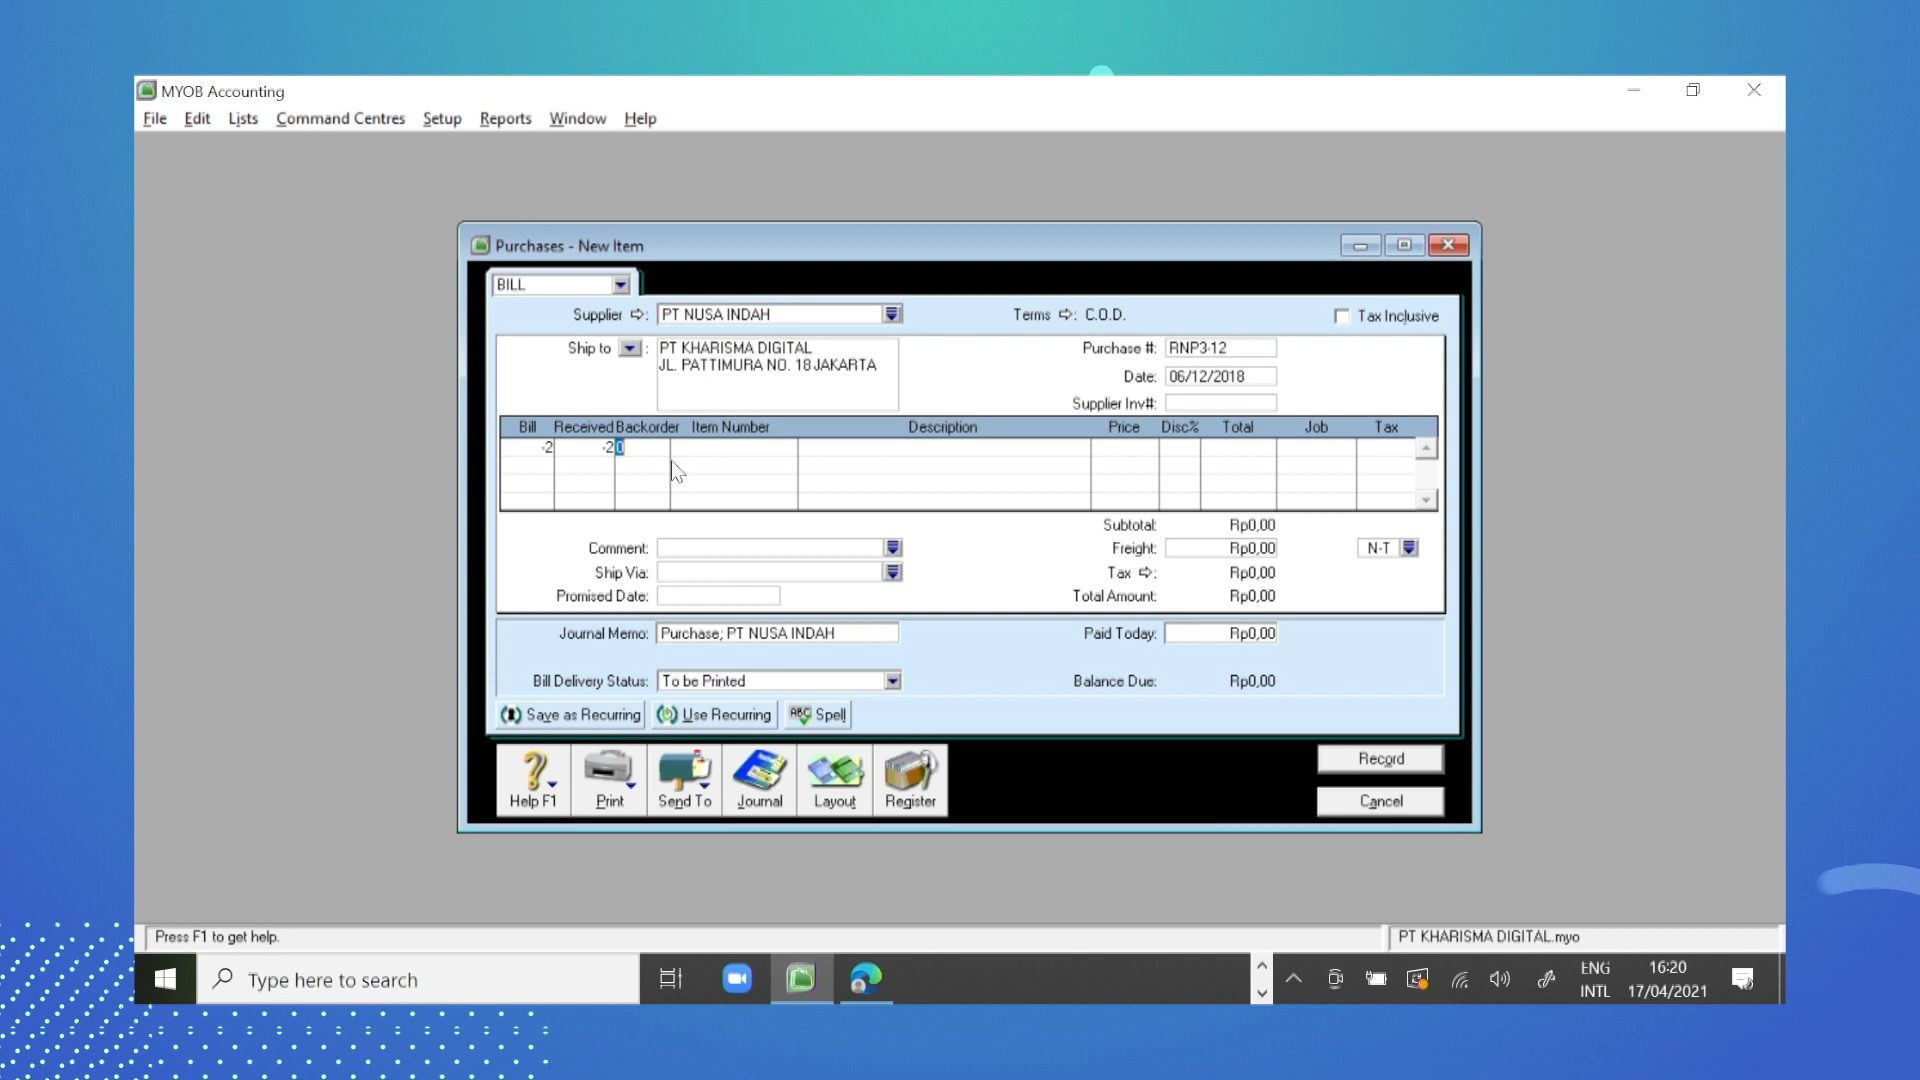 MYOB Accounting
File Edit Lists Command Centres Setup Reports Window Help
Purchases - New Item
BILL
Supplier : PT NUSA INDAH
Terms : C.O.D.
Tax Inclusive
Ship to : PT KHARISMA DIGITAL
JL. PATTIMURA NO. 18 JAKARTA
Purchase #: RNP3-12
Date: 06/12/2018
Supplier Inv#:
Bill Received Backorder Item Number Description Price Disc% Total Job Tax
-2 -2 0
Subtotal: Rp0,00
Comment:
Freight: Rp0,00 N-T
Ship Via:
Tax : Rp0,00
Promised Date:
Total Amount: Rp0,00
Journal Memo: Purchase; PT NUSA INDAH
Paid Today: Rp0,00
Bill Delivery Status: To be Printed
Balance Due: Rp0,00
Save as Recurring Use Recurring ABC Spell
Help F1 Print Send To Journal Layout Register
Record
Cancel
Press F1 to get help.
PT KHARISMA DIGITAL.myo
Type here to search
ENG
INTL
16:20
17/04/2021